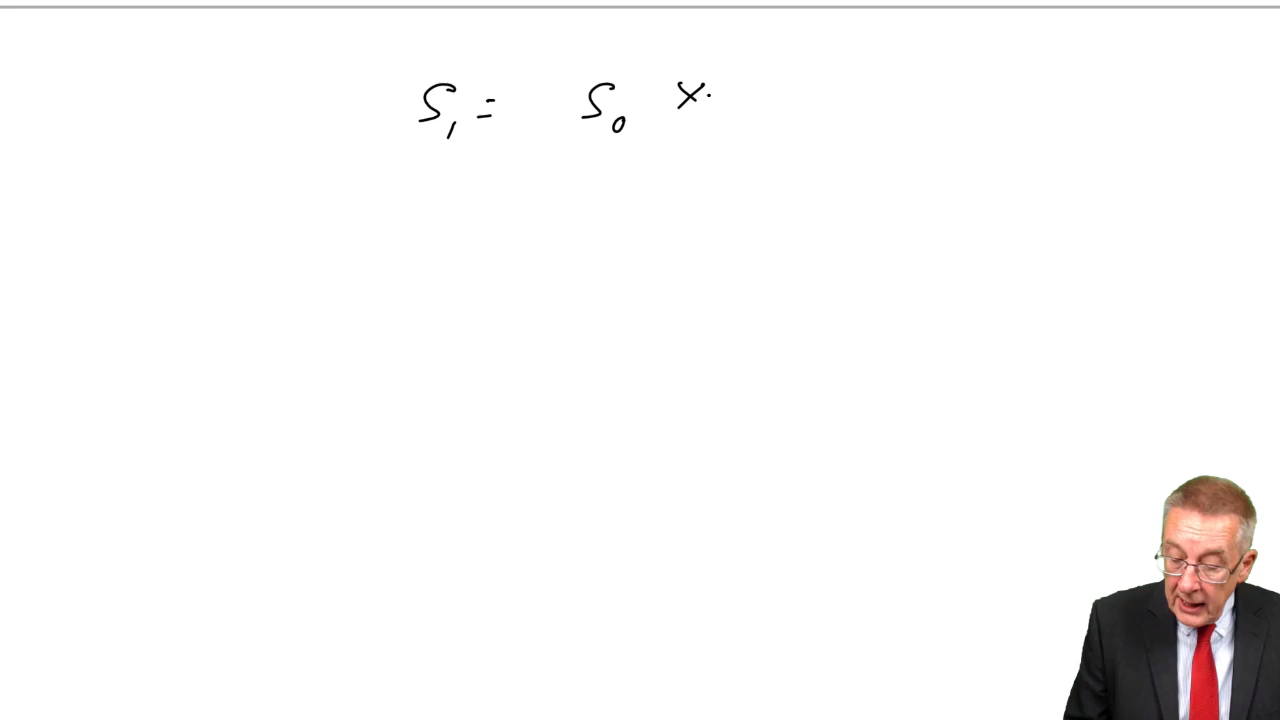 S₁ = S₀ ×